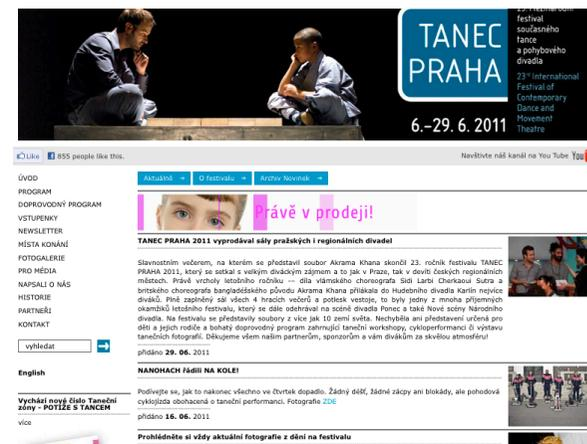 23. Mezinárodní
festival
současného
tance
a pohybového
divadla
TANEC
PRAHA
23rd International
Festival of
Contemporary
Dance and
Movement
Theatre
6.–29. 6. 2011
Like 855 people like this.
Navštivte náš kanál na You Tube You
Aktuálně
O festivalu
Archiv Novinek
ÚVOD
PROGRAM
DOPROVODNÝ PROGRAM
VSTUPENKY
NEWSLETTER
MÍSTA KONÁNÍ
FOTOGALERIE
PRO MÉDIA
NAPSALI O NÁS
HISTORIE
PARTNEŘI
KONTAKT
vyhledat
English
Vychází nové číslo Taneční
zóny - POTÍŽE S TANCEM
více
Právě v prodeji!
TANEC PRAHA 2011 vyprodával sály pražských i regionálních divadel
Slavnostním večerem, na kterém se představil soubor Akrama Khana skončil 23. ročník festivalu TANEC
PRAHA 2011, který se setkal s velkým diváckým zájmem a to jak v Praze, tak v devíti českých regionálních
městech. Právě vrcholy letošního ročníku -- díla vlámského choreografa Sidi Larbi Cherkaoui Sutra a
britského choreografa bangladéšského původu Akrama Khana přilákala do Hudebního divadla Karlín nejvíce
diváků. Plně zaplněný sál všech 4 hracích večerů a potlesk vestoje, to byly jedny z mnoha příjemných
okamžiků letošního festivalu, který se dále odehrával na scéně divadla Ponec a také Nové scény Národního
divadla. Na festivalu se představily soubory z více jak 10 zemí světa. Nechyběla ani představení určená pro
děti a jejich rodiče a bohatý doprovodný program zahrnující taneční workshopy, cykloperformanci či výstavu
tanečních fotografií. Děkujeme všem našim partnerům, sponzorům a vám divákům za skvělou atmosféru!
přidáno 29. 06. 2011
NANOHACH řádili NA KOLE!
Podívejte se, jak to nakonec všechno ve čtvrtek dopadlo. Žádný déšť, žádné zácpy ani blokády, ale pohodová
cyklojízda obohacená o taneční performanci. Fotografie ZDE
přidáno 16. 06. 2011
Prohlédněte si vždy aktuální fotografie z dění na festivalu